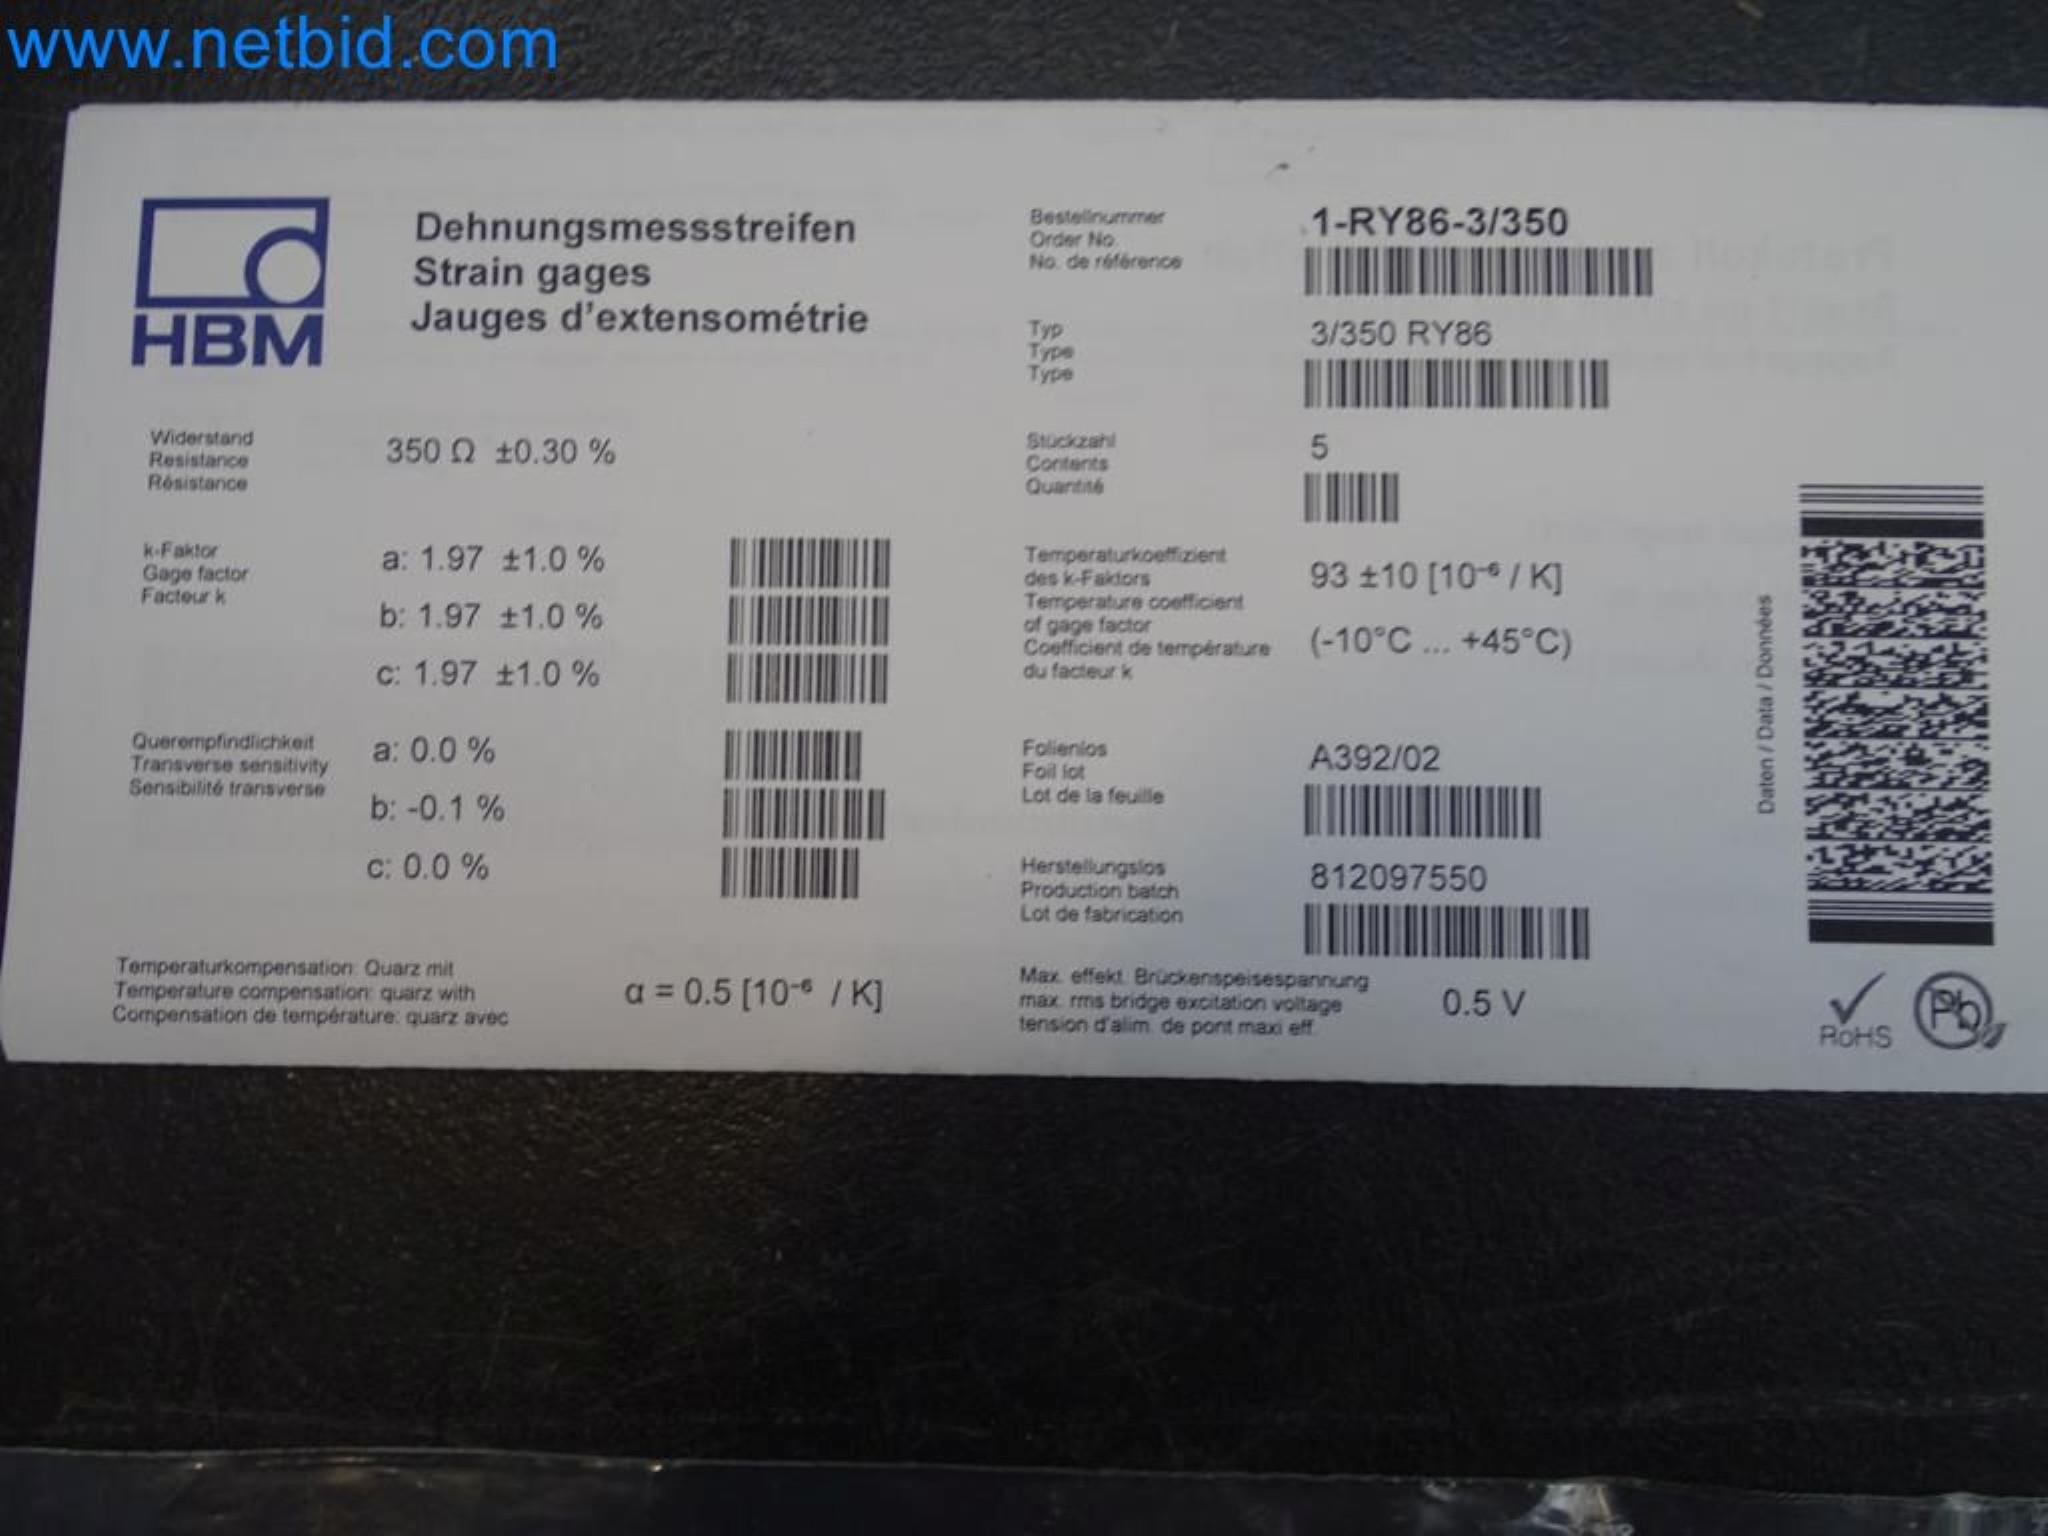 www.netbid.com
HBM
Dehnungsmessstreifen
Strain gages
Jauges d'extensométrie
Widerstand
Resistance
Résistance
350 Ω ±0.30 %
k-Faktor
Gage factor
Facteur k
a: 1.97 ±1.0 %
b: 1.97 ±1.0 %
c: 1.97 ±1.0 %
Querempfindlichkeit
Transverse sensitivity
Sensibilité transverse
a: 0.0 %
b: -0.1 %
c: 0.0 %
Temperaturkompensation: Quarz mit
Temperature compensation: quarz with
Compensation de température: quarz avec
α = 0.5 [10⁻⁶ / K]
Bestellnummer
Order No.
No. de référence
1-RY86-3/350
Typ
Type
Type
3/350 RY86
Stückzahl
Contents
Quantité
5
Temperaturkoeffizient
des k-Faktors
Temperature coefficient
of gage factor
Coefficient de température
du facteur k
93 ±10 [10⁻⁶ / K]
(-10°C ... +45°C)
Folienlos
Foil lot
Lot de la feuille
A392/02
Herstellungslos
Production batch
Lot de fabrication
812097550
Max. effekt. Brückenspeisespannung
max. rms bridge excitation voltage
tension d'alim. de pont maxi eff.
0.5 V
Daten / Data / Données
RoHS
Pb